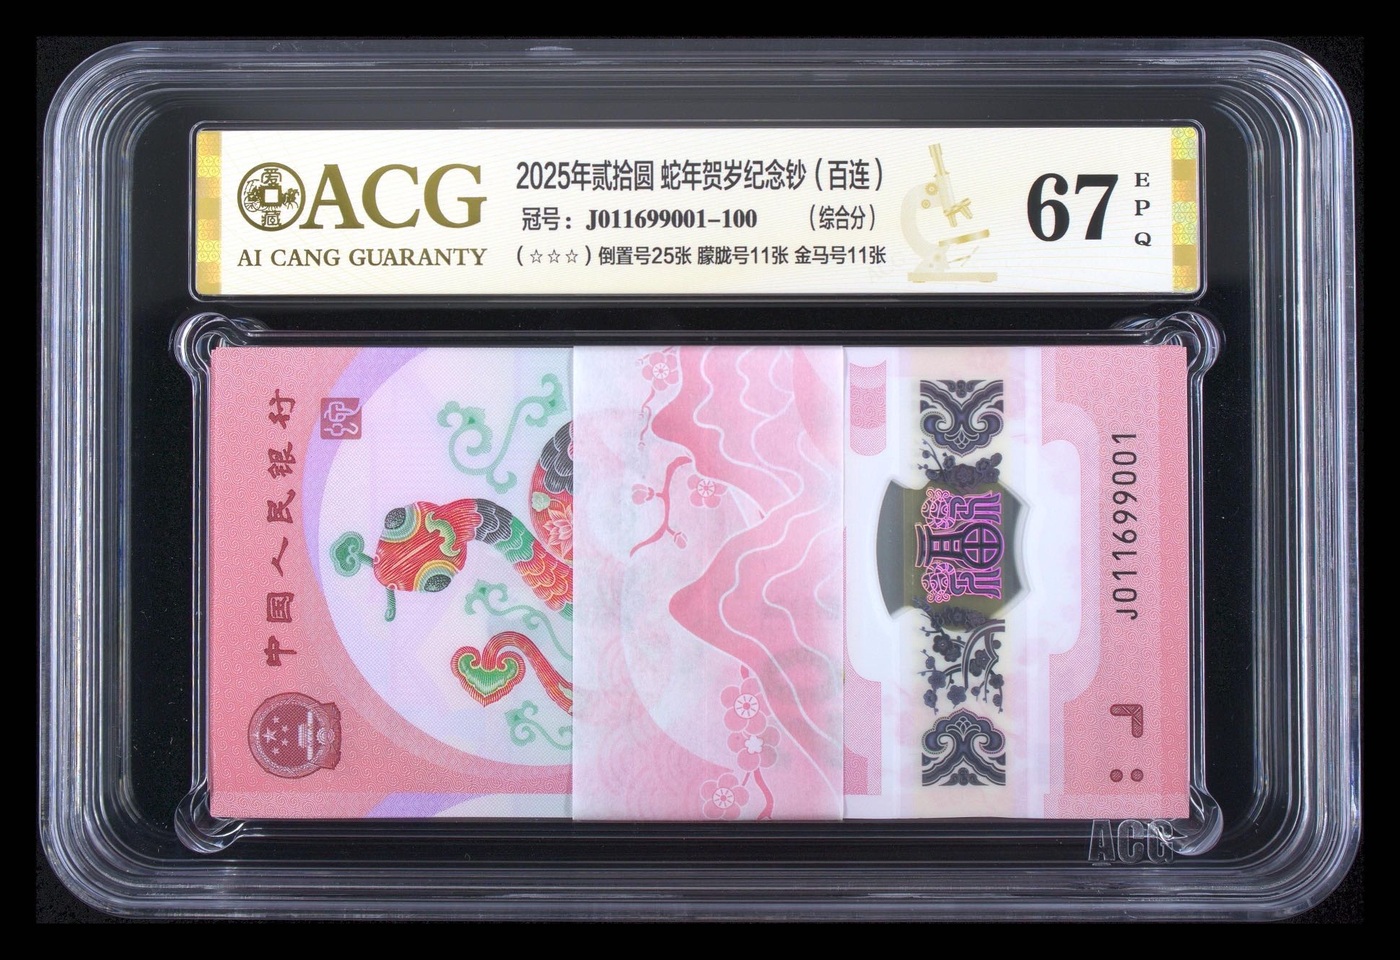 爱藏
ACG
AI CANG GUARANTY
2025年贰拾圆 蛇年贺岁纪念钞（百连）
冠号：J011699001-100 （综合分）
（☆☆☆）倒置号25张 朦胧号11张 金马号11张
67
EPQ
中国人民银行
J011699001
ACG